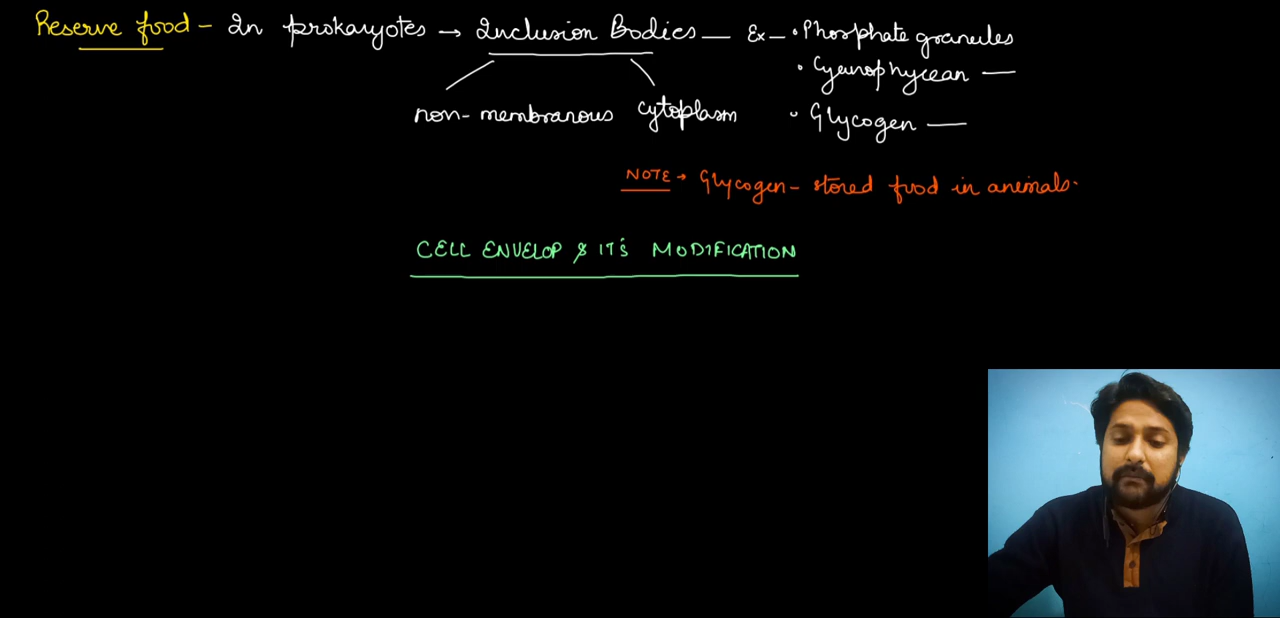 Reserve food - In prokaryotes → Inclusion Bodies — Ex - • Phosphate granules
• Cyanophycean —
non-membranous cytoplasm • Glycogen —
NOTE → Glycogen - stored food in animals.
CELL ENVELOP & IT'S MODIFICATION